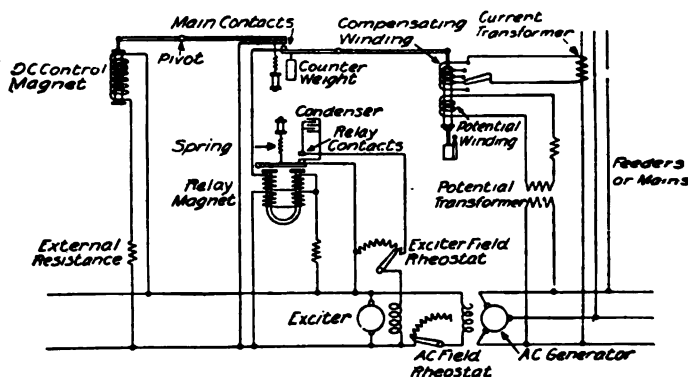 Main Contacts
Compensating
Winding
Current
Transformer
Pivot
DC Control
Magnet
Counter
Weight
Condenser
Relay
Contacts
Spring
Potential
Winding
Relay
Magnet
Potential
Transformer
Feeders
or Mains
External
Resistance
Exciter Field
Rheostat
Exciter
AC Field
Rheostat
AC Generator